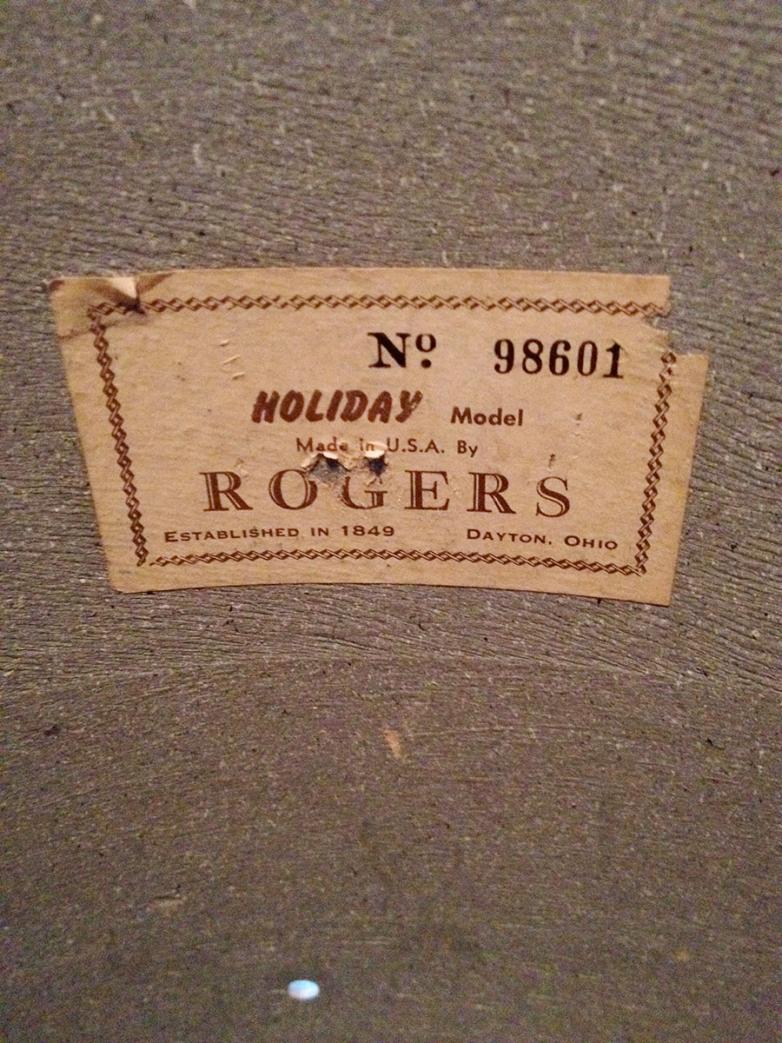 Nº 98601
HOLIDAY Model
Made in U.S.A. By
ROGERS
ESTABLISHED IN 1849 DAYTON, OHIO